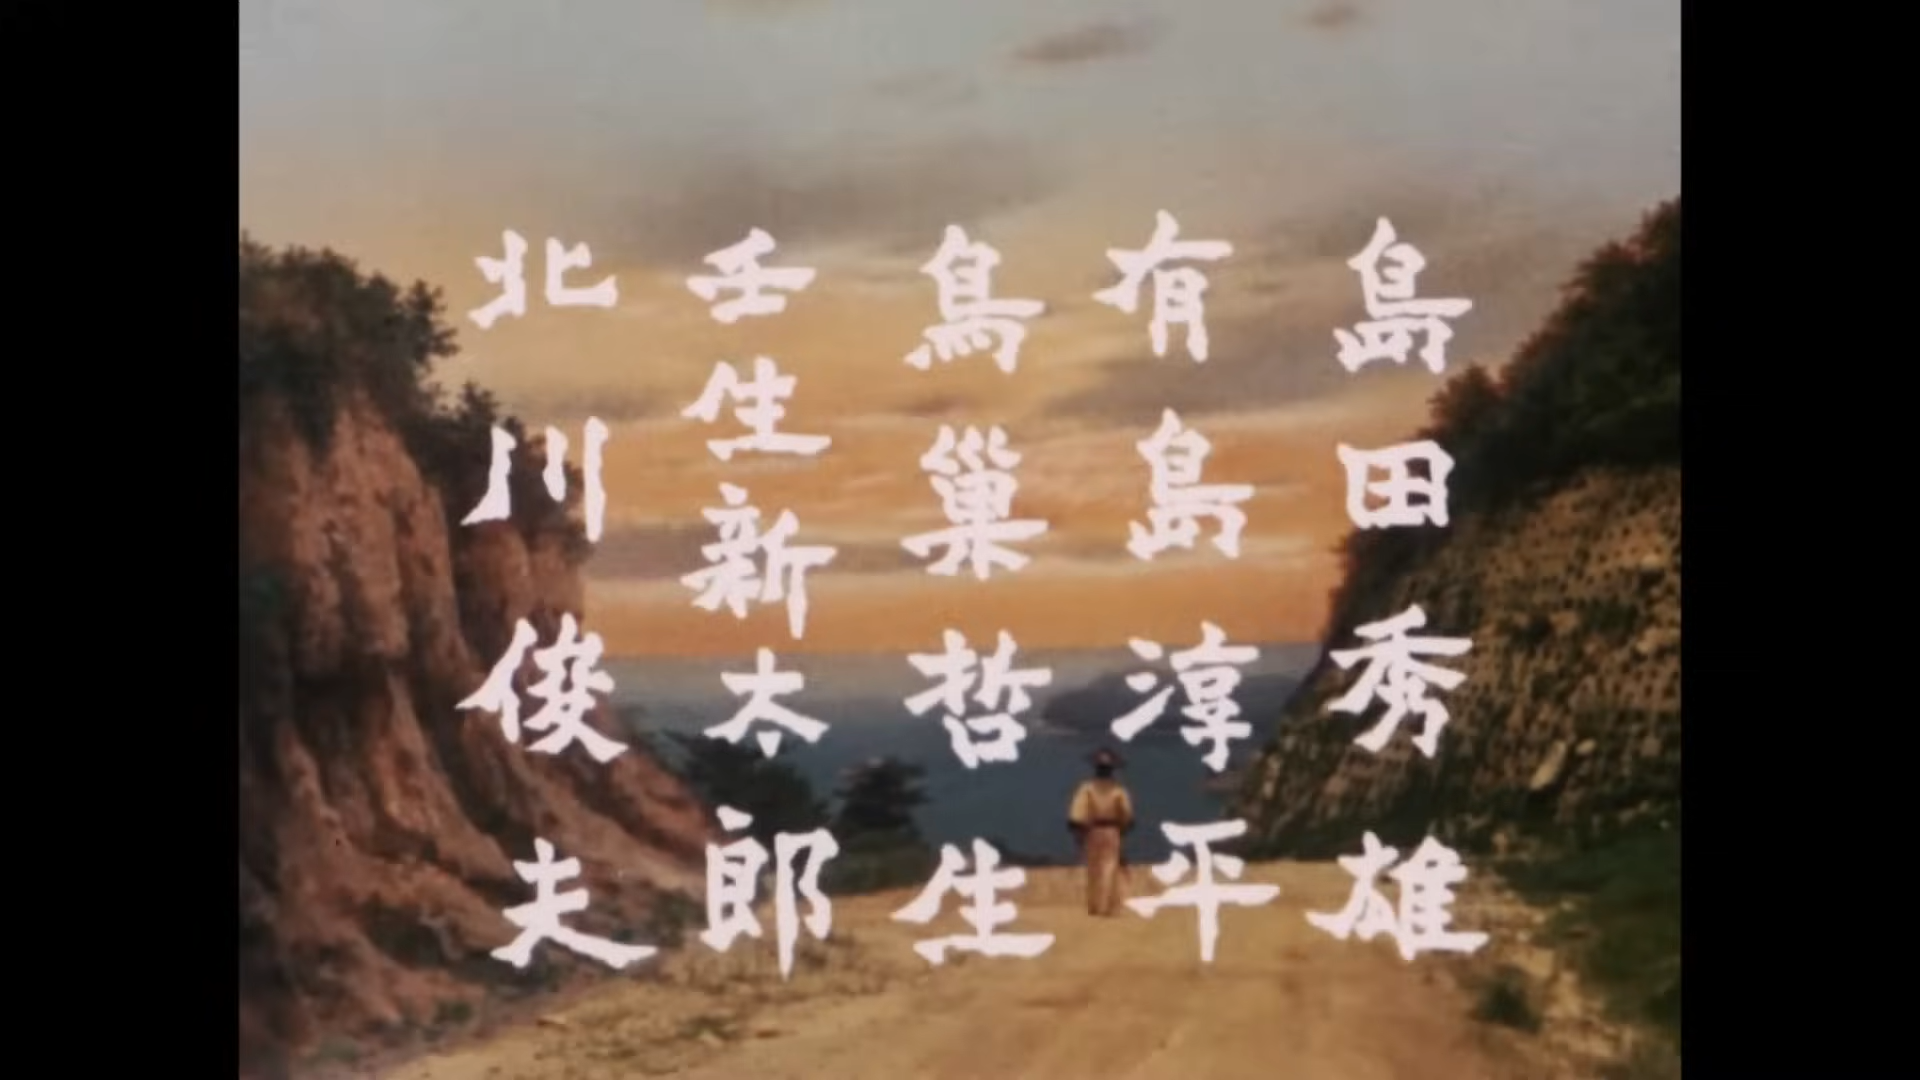 島田秀雄
有島淳平
鳥巣哲生
壬生新太郎
北川俊夫